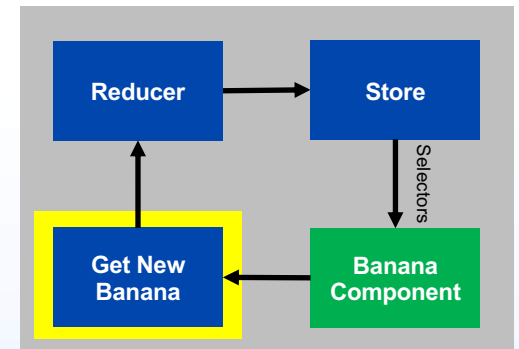 Reducer
Store
Selectors
Get New
Banana
Banana
Component